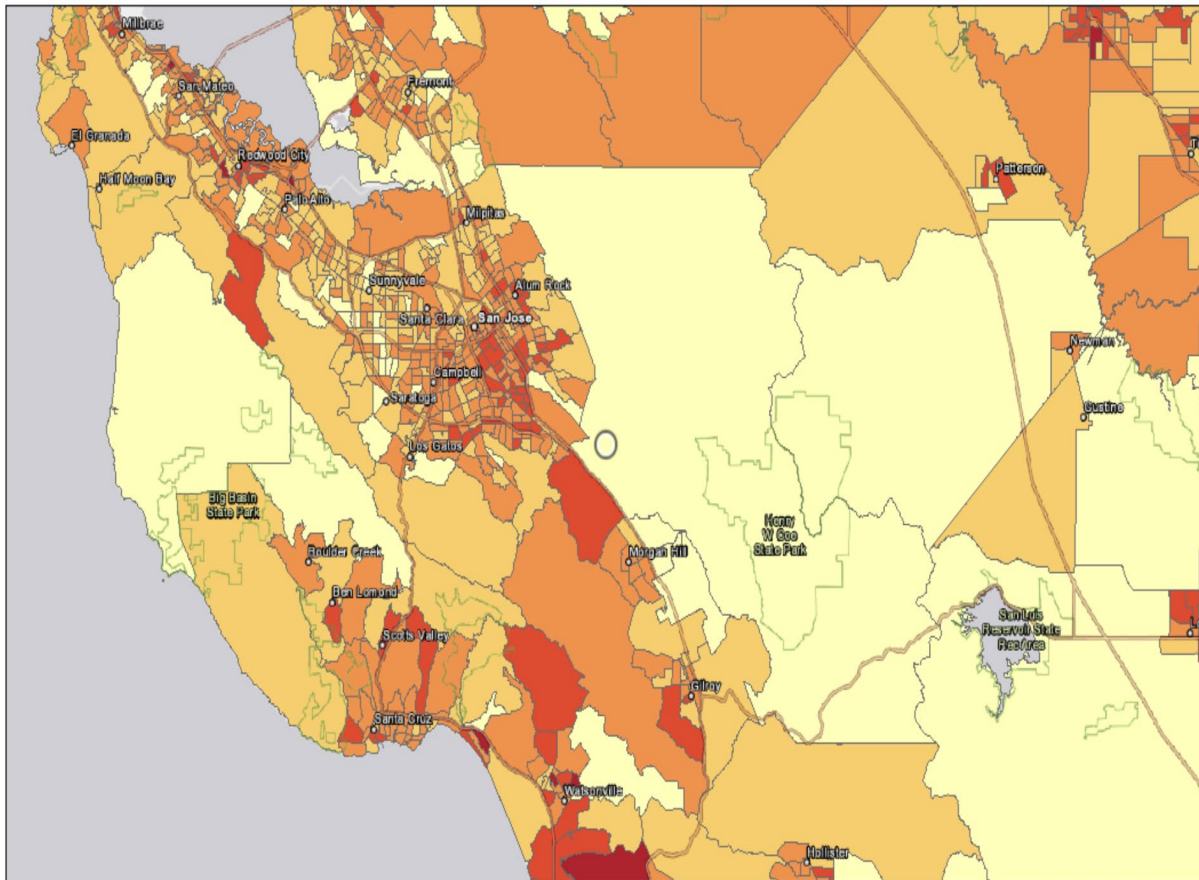 Millbrae
San Mateo
Fremont
El Granada
Redwood City
Half Moon Bay
Palo Alto
Patterson
Milpitas
Sunnyvale
Alum Rock
Santa Clara
San Jose
Newman
Campbell
Saratoga
Gustine
Los Gatos
Big Basin
State Park
Henry
W Coe
State Park
Boulder Creek
Morgan Hill
Ben Lomond
San Luis
Reservoir State
Rec Area
Scotts Valley
Gilroy
Santa Cruz
Watsonville
Hollister